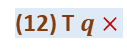 (12) T q ×